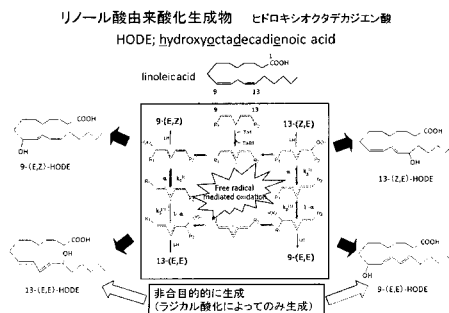 リノール酸由来酸化生成物 ヒドロキシオクタデカジエン酸
HODE; hydroxyoctadecadienoic acid
linoleic acid
COOH
1
9 13
9 13
9-(E,Z)
13-(Z,E)
COOH
OH
9-(E,Z)-HODE
COOH
OH
13-(Z,E)-HODE
Free radical
mediated oxidation
13-(E,E)
9-(E,E)
COOH
OH
13-(E,E)-HODE
COOH
OH
9-(E,E)-HODE
非合目的的に生成
(ラジカル酸化によってのみ生成)